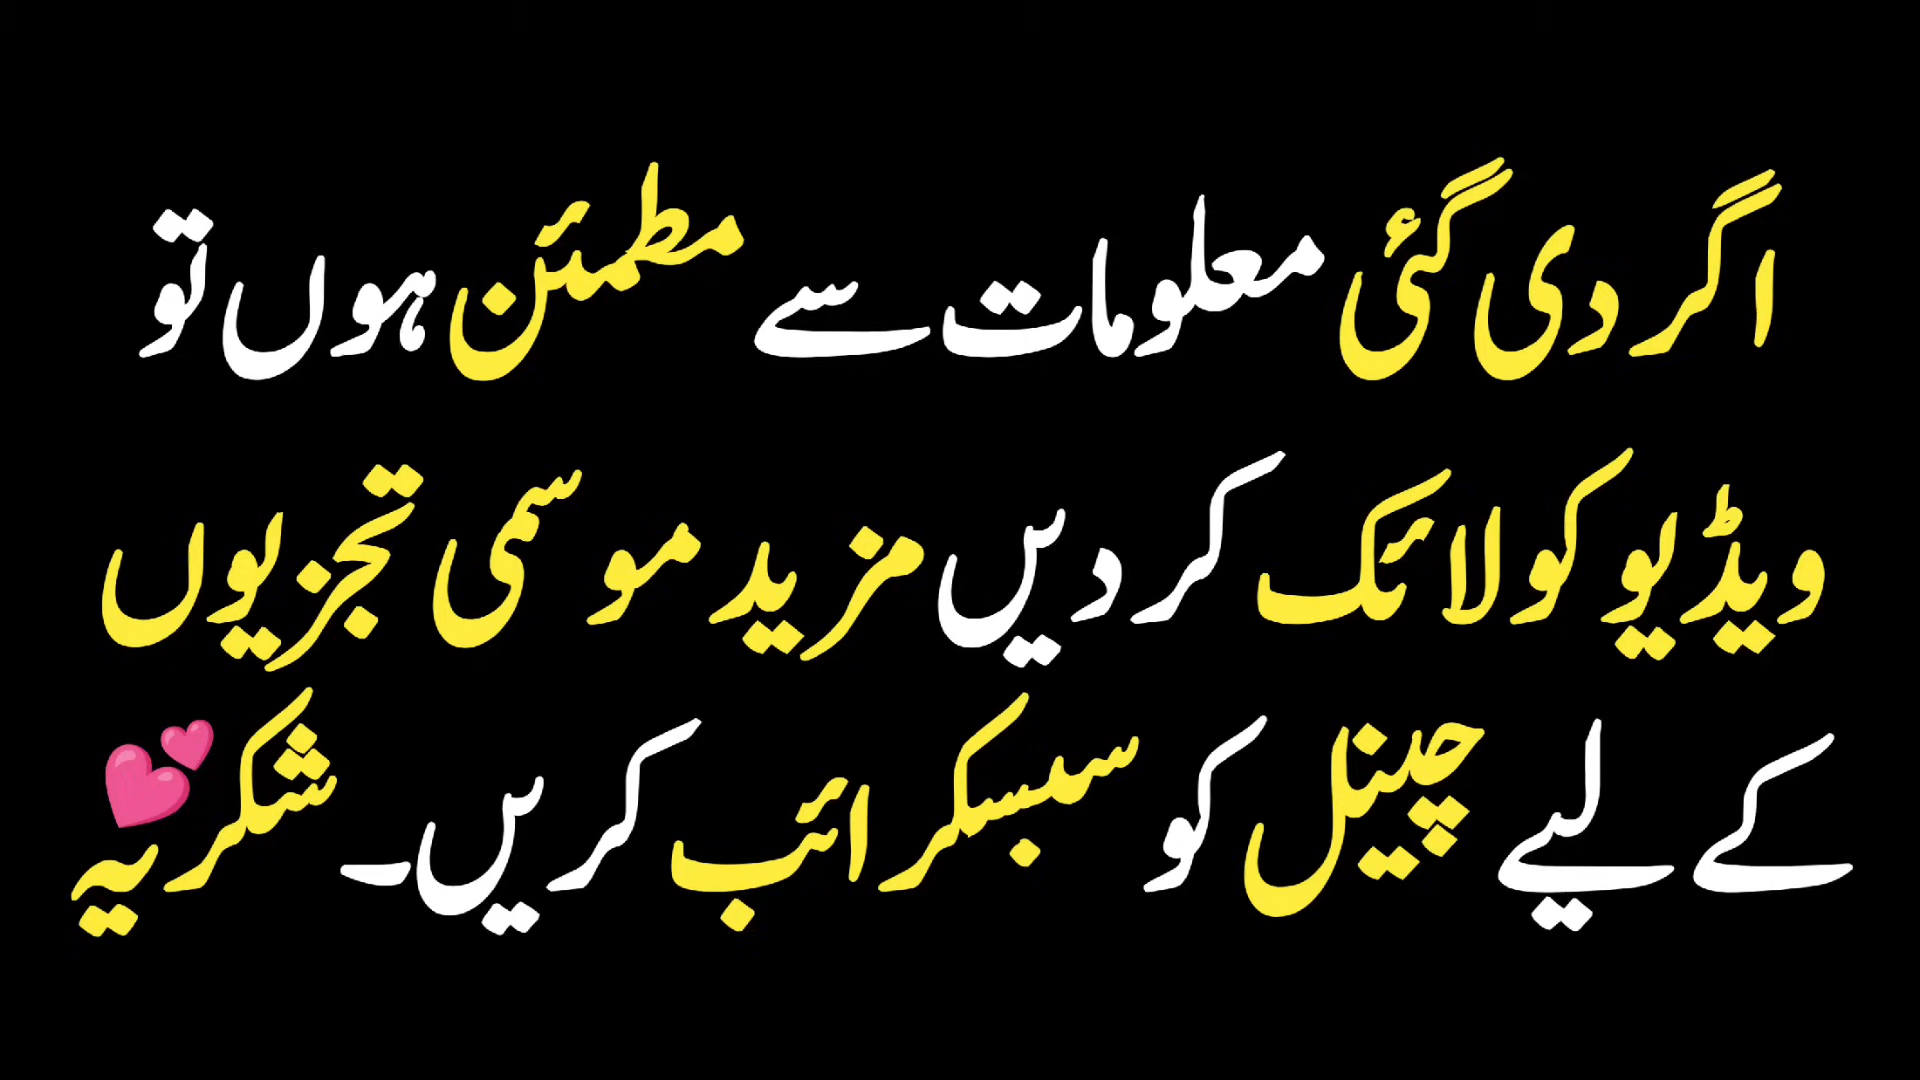 اگر دی گئی معلومات سے مطمئن ہوں تو
ویڈیو کو لائک کر دیں مزید موسمی تجزیوں
کے لیے چینل کو سبسکرائب کریں۔ شکریہ 💕